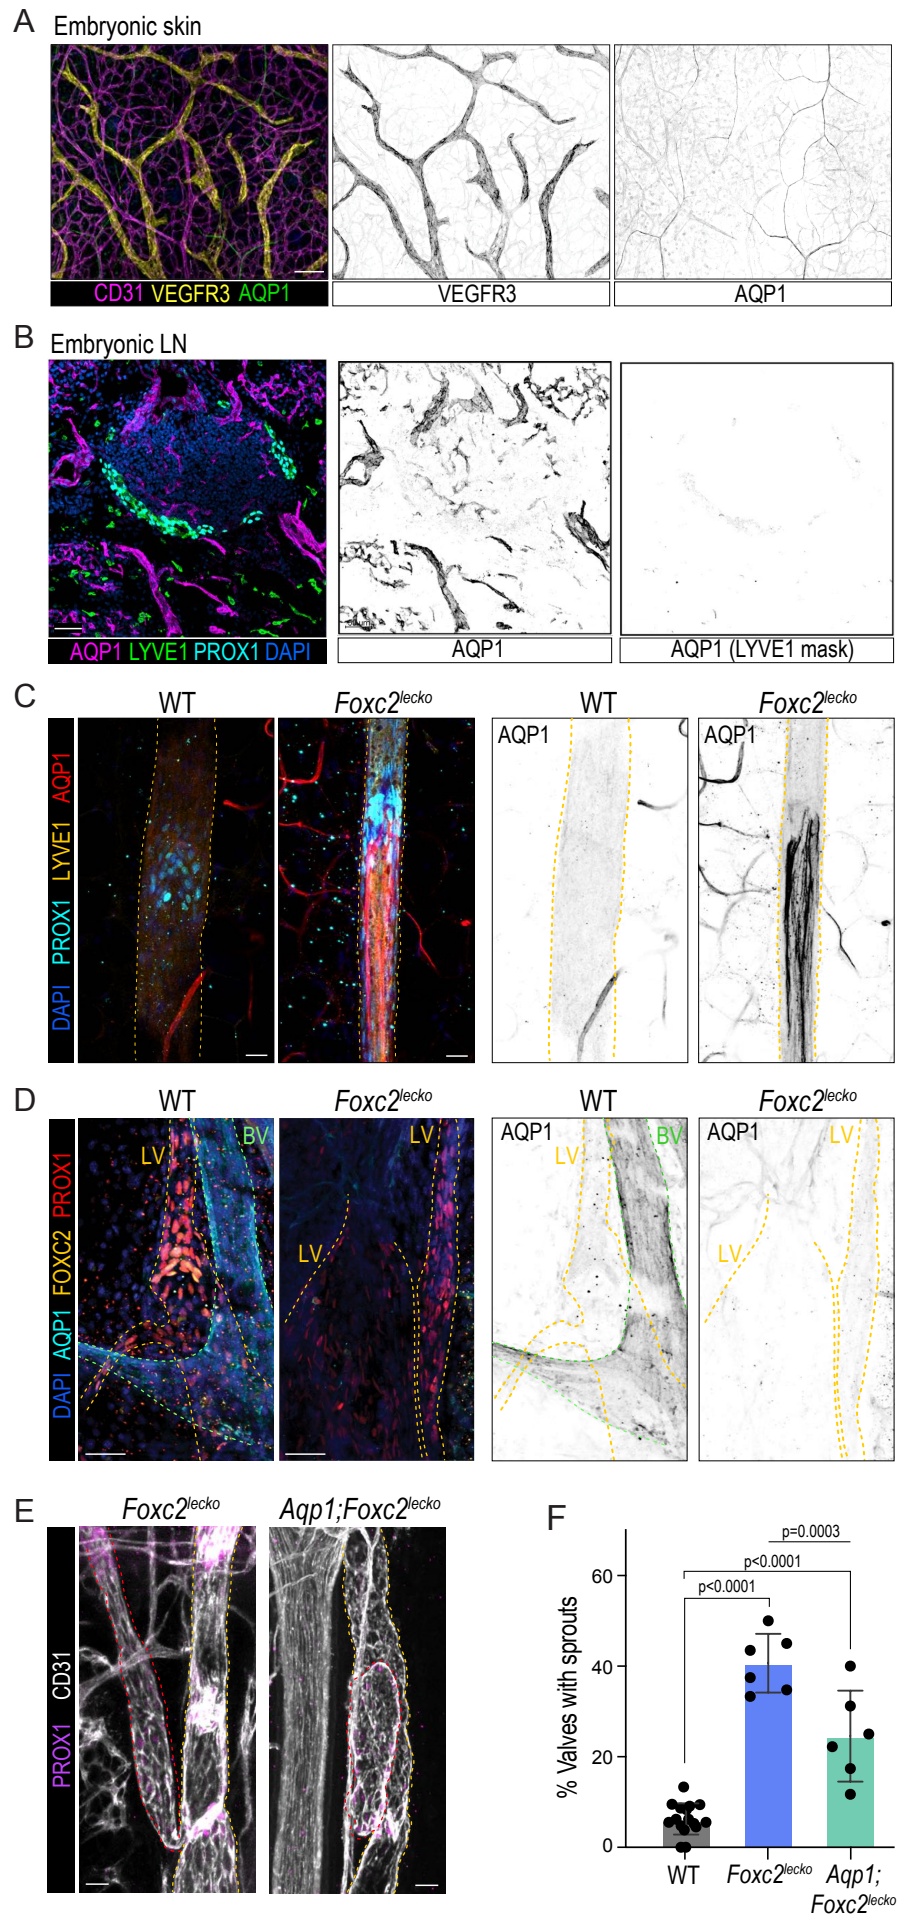 A Embryonic skin
CD31 VEGFR3 AQP1
VEGFR3
AQP1
B Embryonic LN
AQP1 LYVE1 PROX1 DAPI
AQP1
AQP1 (LYVE1 mask)
C
WT
Foxc2lecko
WT
Foxc2lecko
DAPI PROX1 LYVE1 AQP1
AQP1
AQP1
D
WT
Foxc2lecko
WT
Foxc2lecko
DAPI AQP1 FOXC2 PROX1
LV
BV
LV
LV
AQP1
LV
BV
AQP1
LV
LV
E
Foxc2lecko
Aqp1;Foxc2lecko
PROX1 CD31
F
p=0.0003
p<0.0001
p<0.0001
% Valves with sprouts
60
40
20
0
WT
Foxc2lecko
Aqp1;
Foxc2lecko